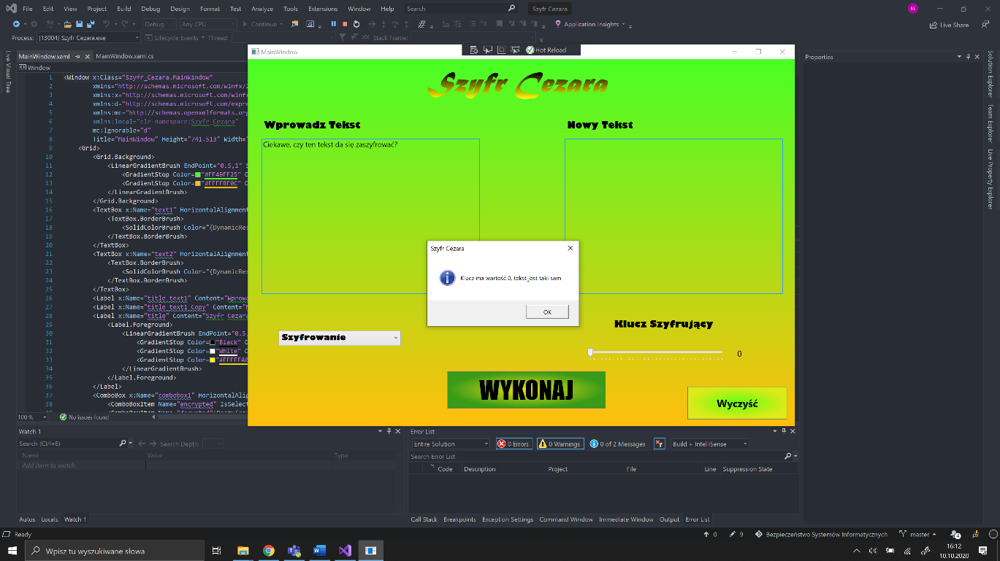 File Edit View Project Build Debug Design Format Test Analyze Tools Extensions Window Help Search Szyfr Cezara BS
Debug Any CPU Continue Application Insights Live Share
Process: [13004] Szyfr Cezara.exe Lifecycle Events Thread: Stack Frame:
MainWindow.xaml MainWindow.xaml.cs
Window
1 <Window x:Class="Szyfr_Cezara.MainWindow"
2 xmlns="http://schemas.microsoft.com/winfx/2
3 xmlns:x="http://schemas.microsoft.com/winfx
4 xmlns:d="http://schemas.microsoft.com/expre
5 xmlns:mc="http://schemas.openxmlformats.org
6 xmlns:local="clr-namespace:Szyfr_Cezara"
7 mc:Ignorable="d"
8 Title="MainWindow" Height="741.513" Width="
9 <Grid>
10 <Grid.Background>
11 <LinearGradientBrush EndPoint="0.5,1" S
12 <GradientStop Color="#FF49FF25" O
13 <GradientStop Color="#FFFFBF0C" O
14 </LinearGradientBrush>
15 </Grid.Background>
16 <TextBox x:Name="text1" HorizontalAlignment
17 <TextBox.BorderBrush>
18 <SolidColorBrush Color="{DynamicRes
19 </TextBox.BorderBrush>
20 </TextBox>
21 <TextBox x:Name="text2" HorizontalAlignment
22 <TextBox.BorderBrush>
23 <SolidColorBrush Color="{DynamicRes
24 </TextBox.BorderBrush>
25 </TextBox>
26 <Label x:Name="title_text1" Content="Wprowa
27 <Label x:Name="title_text1_Copy" Content="N
28 <Label x:Name="title" Content="Szyfr Cezara
29 <Label.Foreground>
30 <LinearGradientBrush EndPoint="0.5,
31 <GradientStop Color="Black" O
32 <GradientStop Color="White" O
33 <GradientStop Color="#FFFFFA0
34 </LinearGradientBrush>
35 </Label.Foreground>
36 </Label>
37 <ComboBox x:Name="combobox1" HorizontalAlig
38 <ComboBoxItem Name="encrypted" IsSelect
100 % No issues found
MainWindow Hot Reload
Szyfr Cezara
Wprowadz Tekst Nowy Tekst
Ciekawe, czy ten tekst da się zaszyfrować?
Szyfr Cezara
Klucz ma wartość 0, tekst jest taki sam
OK
Klucz Szyfrujący
Szyfrowanie
0
WYKONAJ
Wyczyść
Properties
Live Visual Tree
Solution Explorer
Team Explorer
Live Property Explorer
Watch 1
Search (Ctrl+E) Search Depth:
Name Value Type
Add item to watch
Autos Locals Watch 1
Error List
Entire Solution 0 Errors 0 Warnings 0 of 2 Messages Build + IntelliSense
Search Error List
Code Description Project File Line Suppression State
Call Stack Breakpoints Exception Settings Command Window Immediate Window Output Error List
Ready 0 9 Bezpieczeństwo Systemów Informatycznych master 4
Wpisz tu wyszukiwane słowa
16:12
10.10.2020